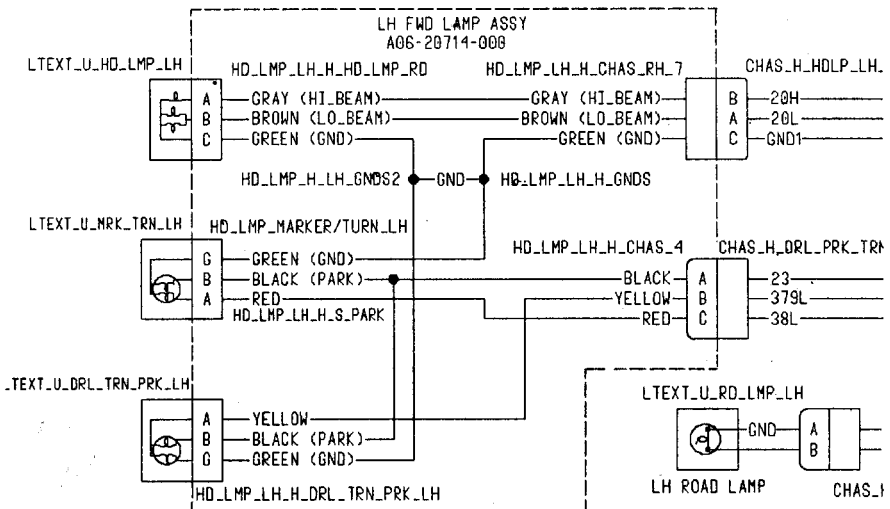 LH FWD LAMP ASSY
A06-20714-000
LTEXT_U_HD_LMP_LH
HD_LMP_LH_H_HD_LMP_RD
HD_LMP_LH_H_CHAS_RH_7
CHAS_H_HDLP_LH_
A GRAY (HI_BEAM) GRAY (HI_BEAM) B 20H
B BROWN (LO_BEAM) BROWN (LO_BEAM) A 20L
C GREEN (GND) GREEN (GND) C GND1
HD_LMP_H_LH_GNDS2 GND HD_LMP_LH_H_GNDS
LTEXT_U_MRK_TRN_LH
HD_LMP_MARKER/TURN_LH
HD_LMP_LH_H_CHAS_4
CHAS_H_DRL_PRK_TRN
G GREEN (GND)
B BLACK (PARK) BLACK A 23
A RED YELLOW B 379L
HD_LMP_LH_H_S_PARK RED C 38L
_TEXT_U_DRL_TRN_PRK_LH
LTEXT_U_RD_LMP_LH
A YELLOW
B BLACK (PARK)
G GREEN (GND)
GND A
B
HD_LMP_LH_H_DRL_TRN_PRK_LH
LH ROAD LAMP
CHAS_H